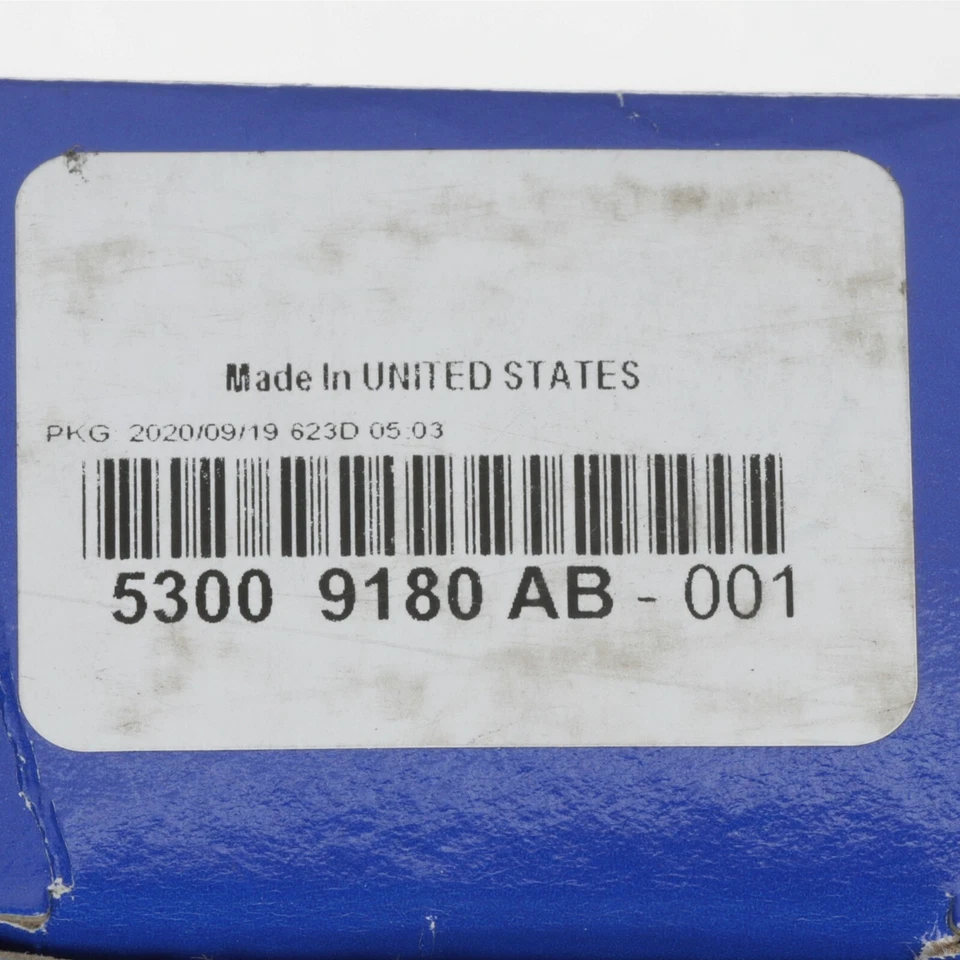 Made In UNITED STATES
PKG: 2020/09/19 623D 05:03
5300 9180 AB - 001